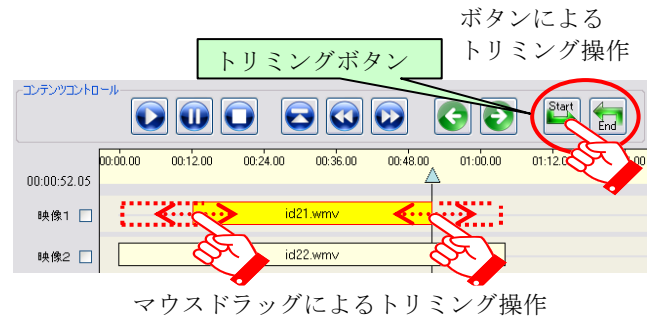 ボタンによる
トリミング操作
トリミングボタン
コンテンツコントロール
Start
End
00:00.00 00:12.00 00:24.00 00:36.00 00:48.00 01:00.00 01:12.0
00:00:52.05
映像1 id21.wmv
映像2 id22.wmv
マウスドラッグによるトリミング操作